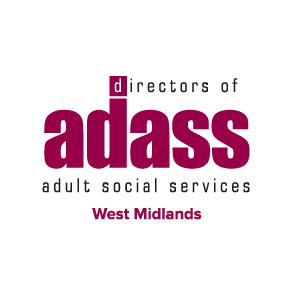 directors of
adass
adult social services
West Midlands